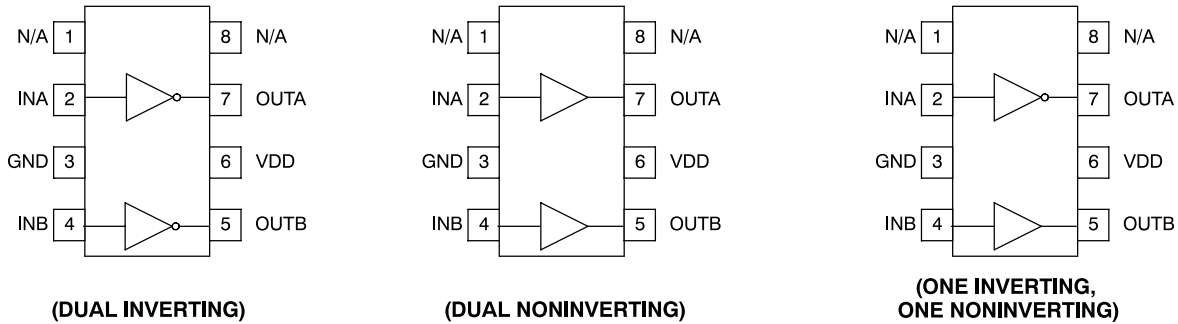 N/A 1 8 N/A
INA 2 7 OUTA
GND 3 6 VDD
INB 4 5 OUTB
(DUAL INVERTING)
N/A 1 8 N/A
INA 2 7 OUTA
GND 3 6 VDD
INB 4 5 OUTB
(DUAL NONINVERTING)
N/A 1 8 N/A
INA 2 7 OUTA
GND 3 6 VDD
INB 4 5 OUTB
(ONE INVERTING,
ONE NONINVERTING)